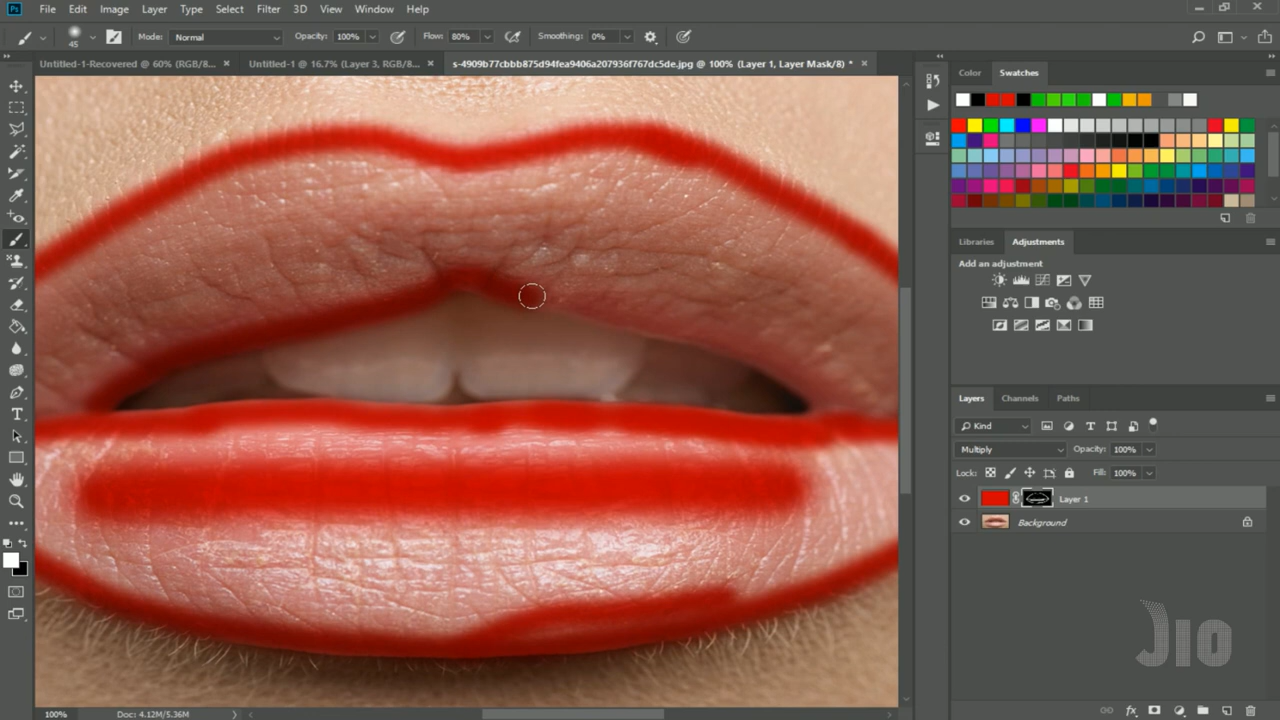 Ps File Edit Image Layer Type Select Filter 3D View Window Help
45 Mode: Normal Opacity: 100% Flow: 80% Smoothing: 0%
Untitled-1-Recovered @ 60% (RGB/8... × Untitled-1 @ 16.7% (Layer 3, RGB/8... × s-4909b77cbbb875d94fea9406a207936f767dc5de.jpg @ 100% (Layer 1, Layer Mask/8) * ×
Color Swatches
Libraries Adjustments
Add an adjustment
Layers Channels Paths
Kind
Multiply Opacity: 100%
Lock: Fill: 100%
Layer 1
Background
T
JIO
100% Doc: 4.12M/5.36M
fx